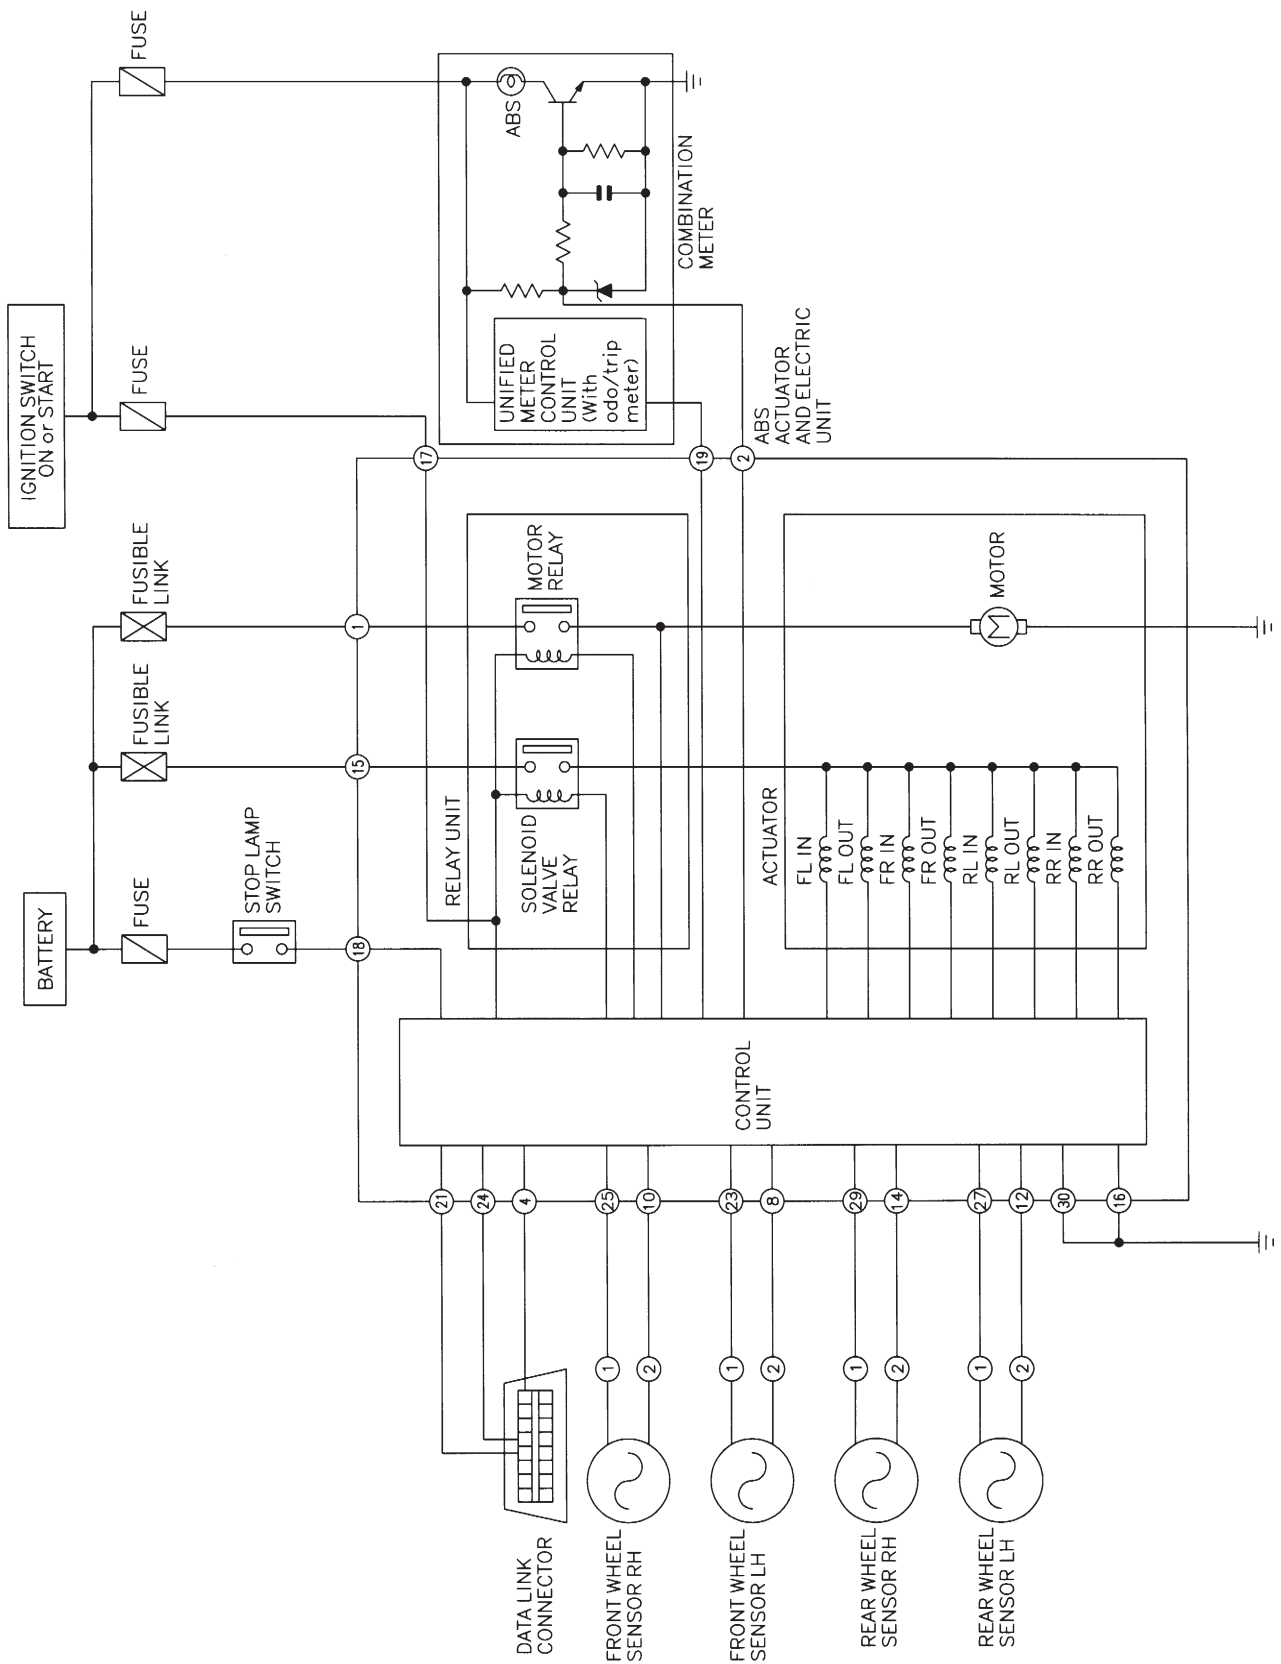 BATTERY
IGNITION SWITCH
ON or START
FUSE
STOP LAMP
SWITCH
FUSIBLE
LINK
FUSIBLE
LINK
FUSE
FUSE
18
15
1
17
RELAY UNIT
SOLENOID
VALVE
RELAY
MOTOR
RELAY
UNIFIED
METER
CONTROL
UNIT
(With
odo/trip
meter)
ABS
COMBINATION
METER
19
2
ABS
ACTUATOR
AND ELECTRIC
UNIT
ACTUATOR
FL IN
FL OUT
FR IN
FR OUT
RL IN
RL OUT
RR IN
RR OUT
M
MOTOR
CONTROL
UNIT
21
24
4
25
10
23
8
29
14
27
12
30
16
1
2
1
2
1
2
1
2
DATA LINK
CONNECTOR
FRONT WHEEL
SENSOR RH
FRONT WHEEL
SENSOR LH
REAR WHEEL
SENSOR RH
REAR WHEEL
SENSOR LH